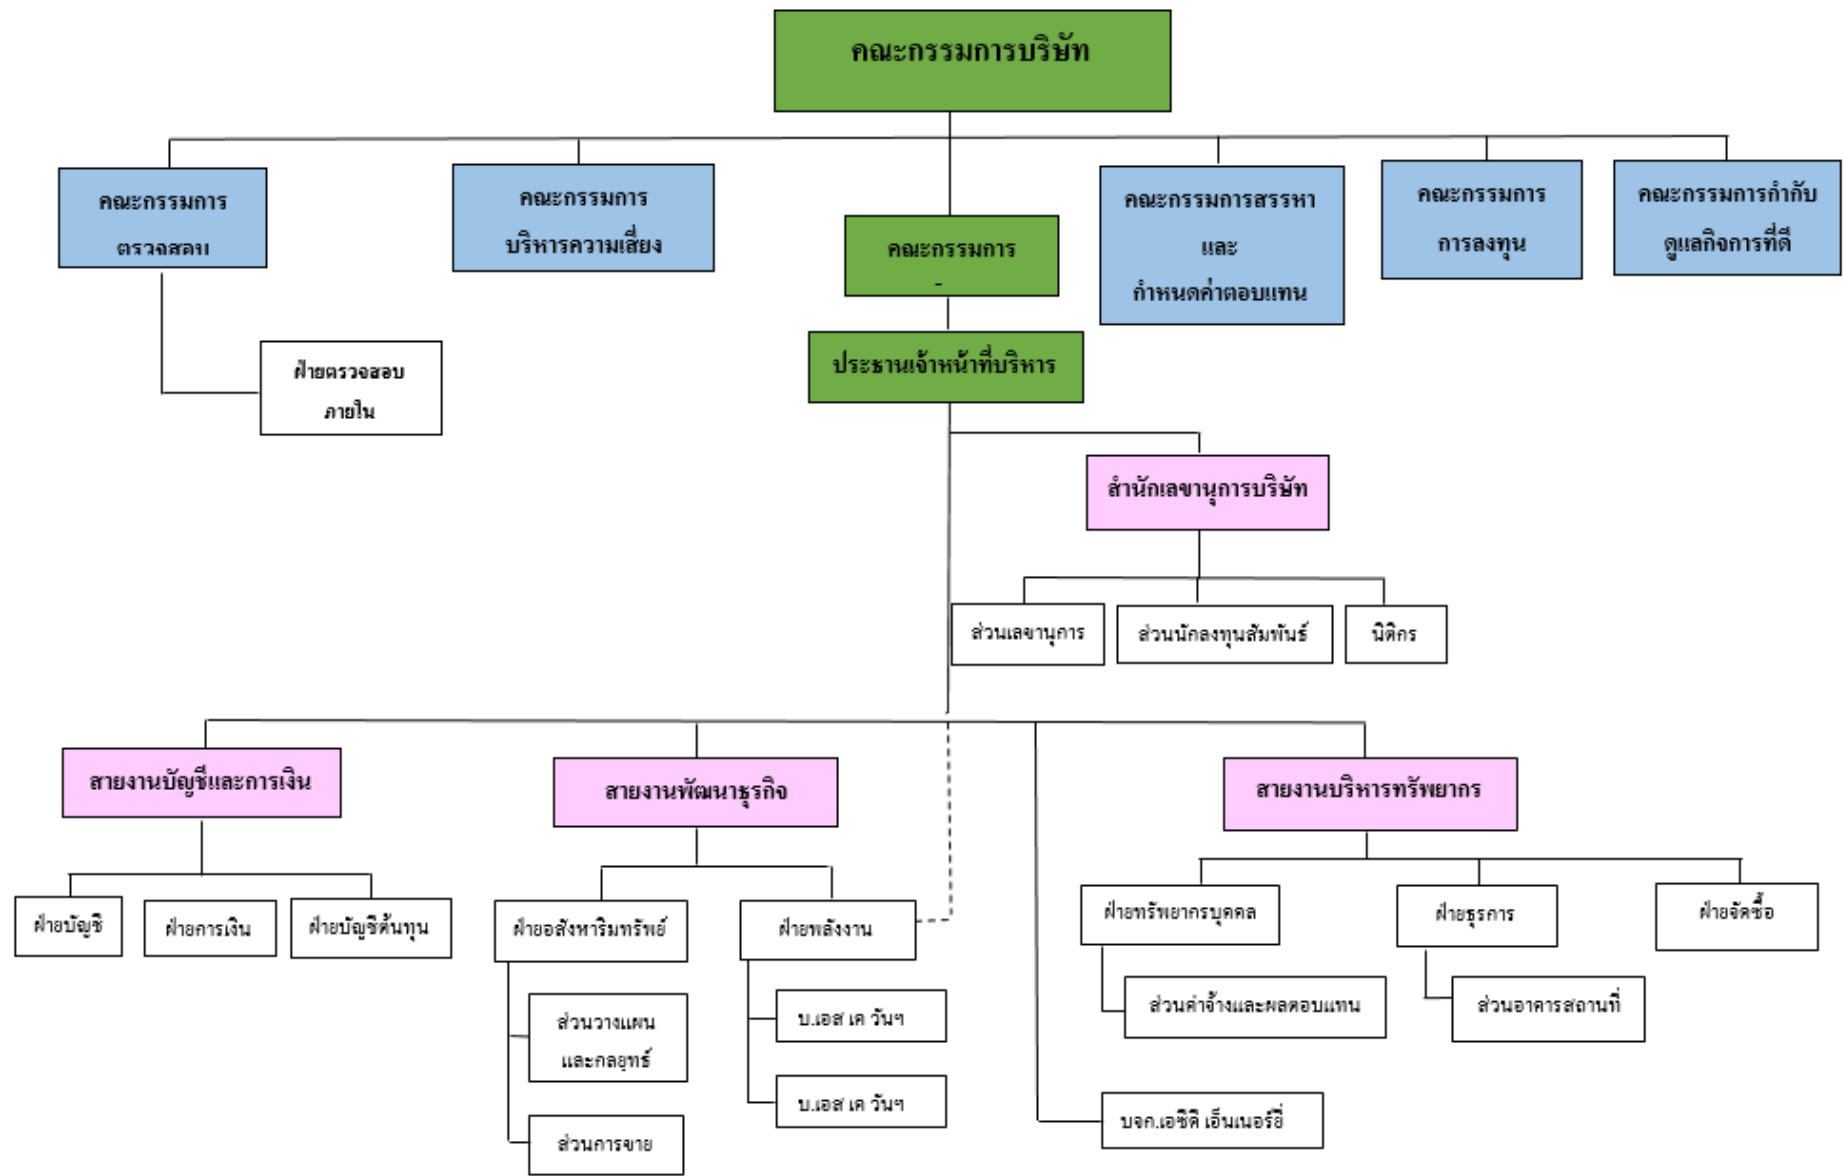 คณะกรรมการบริษัท
คณะกรรมการ
ตรวจสอบ
คณะกรรมการ
บริหารความเสี่ยง
คณะกรรมการ
คณะกรรมการสรรหา
และ
กำหนดค่าตอบแทน
คณะกรรมการ
การลงทุน
คณะกรรมการกำกับ
ดูแลกิจการที่ดี
ฝ่ายตรวจสอบ
ภายใน
ประธานเจ้าหน้าที่บริหาร
สำนักเลขานุการบริษัท
ส่วนเลขานุการ
ส่วนนักลงทุนสัมพันธ์
นิติกร
สายงานบัญชีและการเงิน
สายงานพัฒนาธุรกิจ
สายงานบริหารทรัพยากร
ฝ่ายบัญชี
ฝ่ายการเงิน
ฝ่ายบัญชีต้นทุน
ฝ่ายอสังหาริมทรัพย์
ฝ่ายพลังงาน
ฝ่ายทรัพยากรบุคคล
ฝ่ายธุรการ
ฝ่ายจัดซื้อ
ส่วนวางแผน
และกลยุทธ์
บ.เอส เค วันฯ
ส่วนค่าจ้างและผลตอบแทน
ส่วนอาคารสถานที่
บ.เอส เค วันฯ
ส่วนการขาย
บจก.เอซิดิ เอ็นเนอร์ยี่